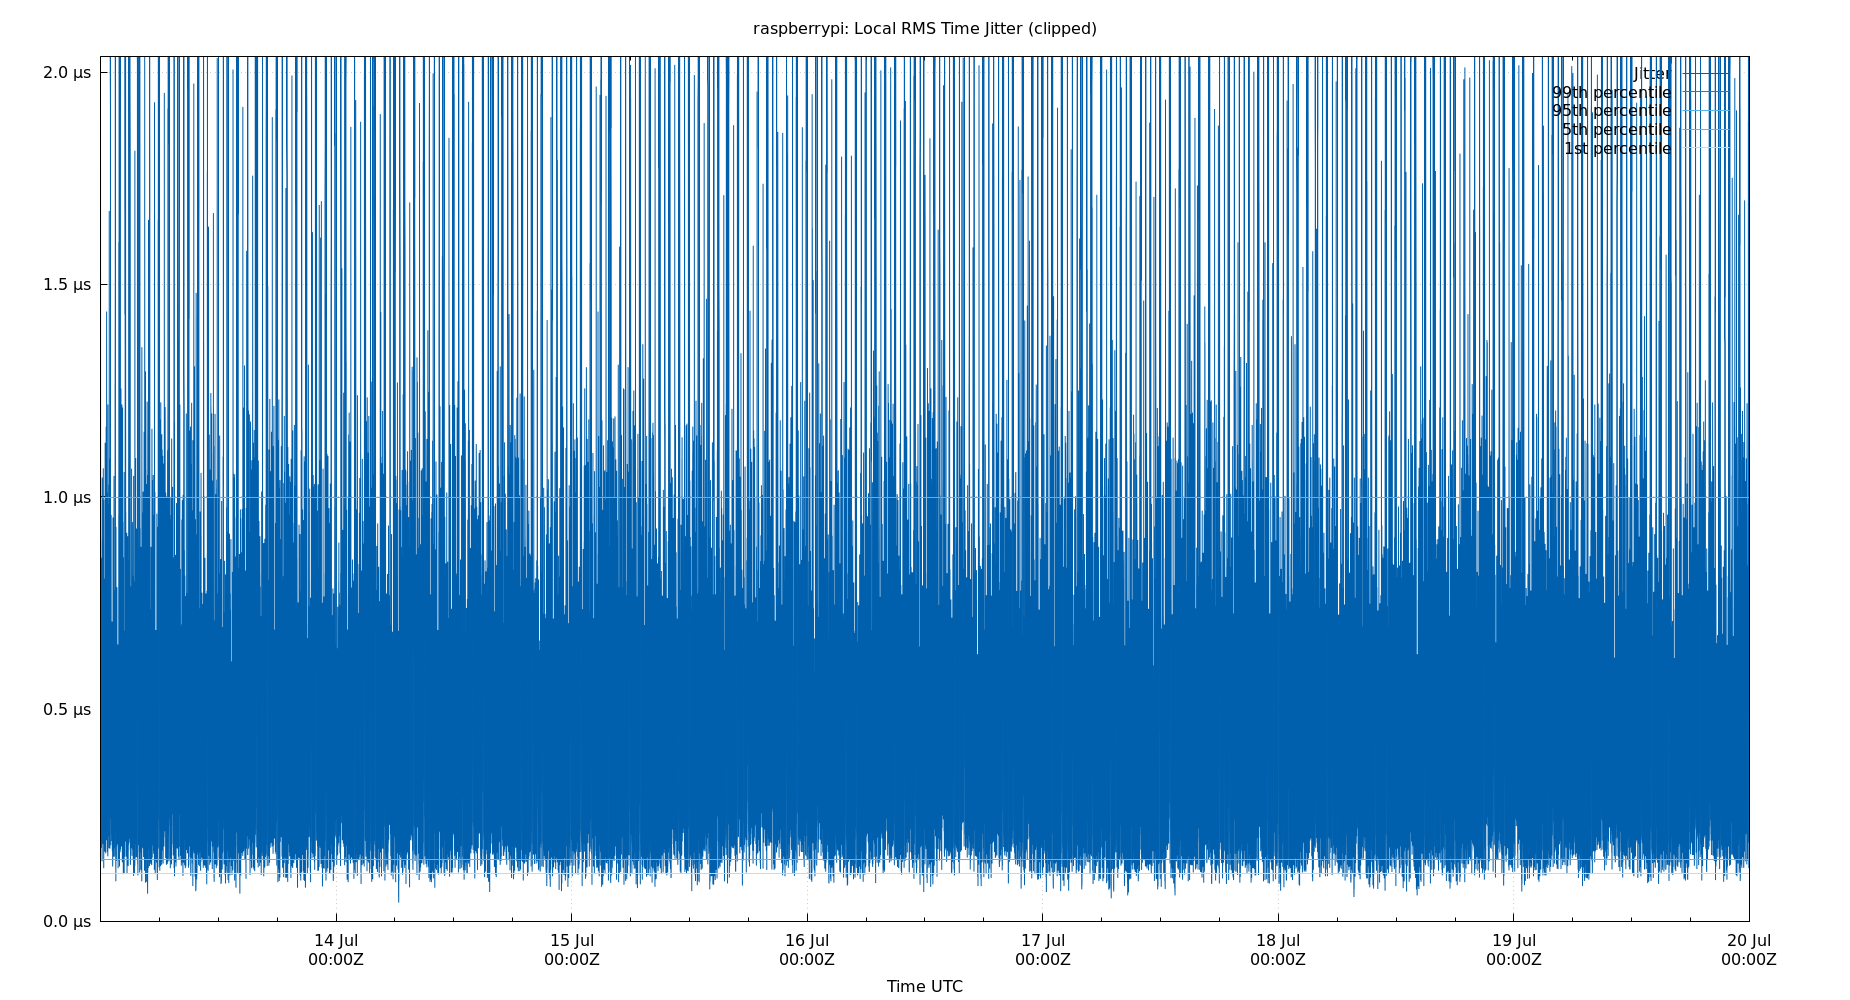 raspberrypi: Local RMS Time Jitter (clipped)
2.0 µs
1.5 µs
1.0 µs
0.5 µs
0.0 µs
Jitter
99th percentile
95th percentile
5th percentile
1st percentile
14 Jul
00:00Z
15 Jul
00:00Z
16 Jul
00:00Z
17 Jul
00:00Z
18 Jul
00:00Z
19 Jul
00:00Z
20 Jul
00:00Z
Time UTC